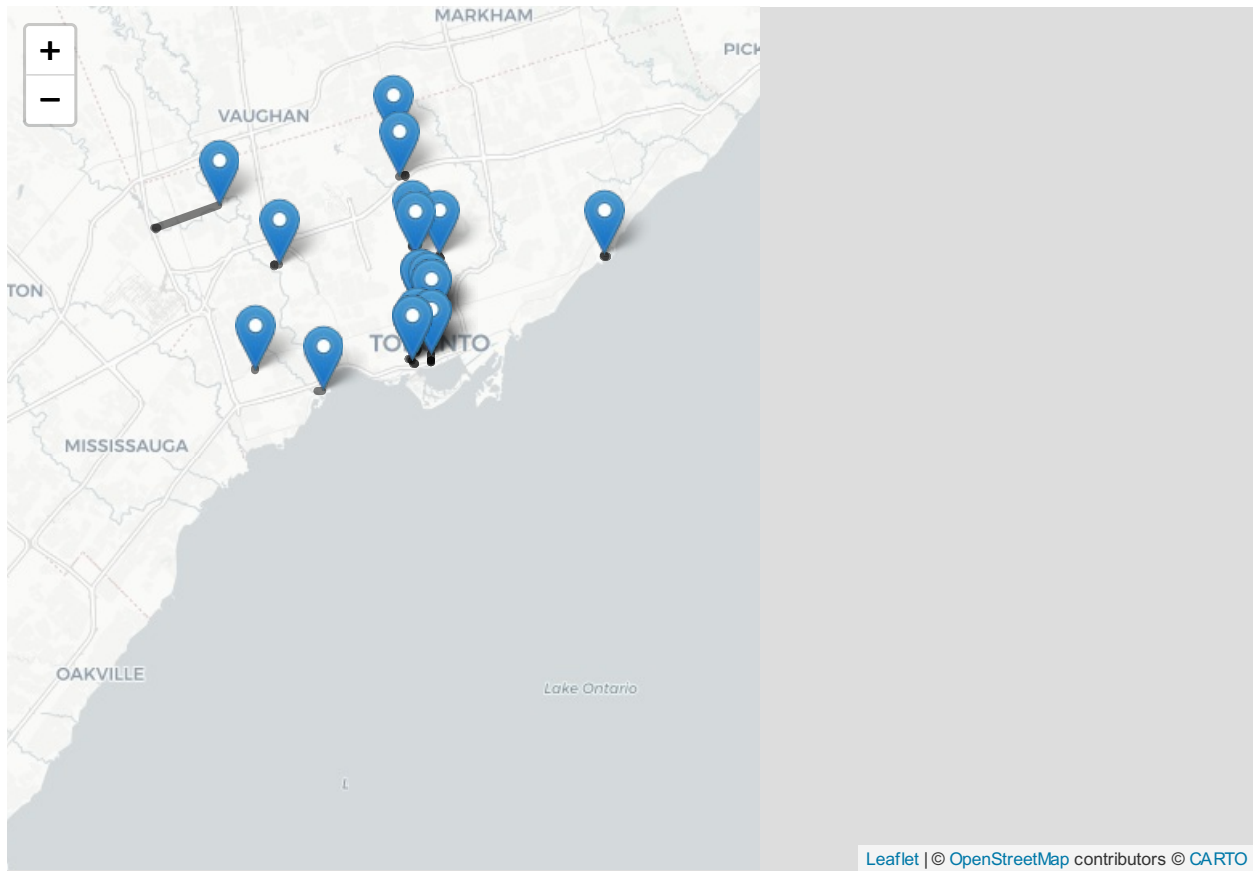 +
−
MARKHAM
PICK
VAUGHAN
TON
TORONTO
MISSISSAUGA
OAKVILLE
Lake Ontario
L
Leaflet | © OpenStreetMap contributors © CARTO